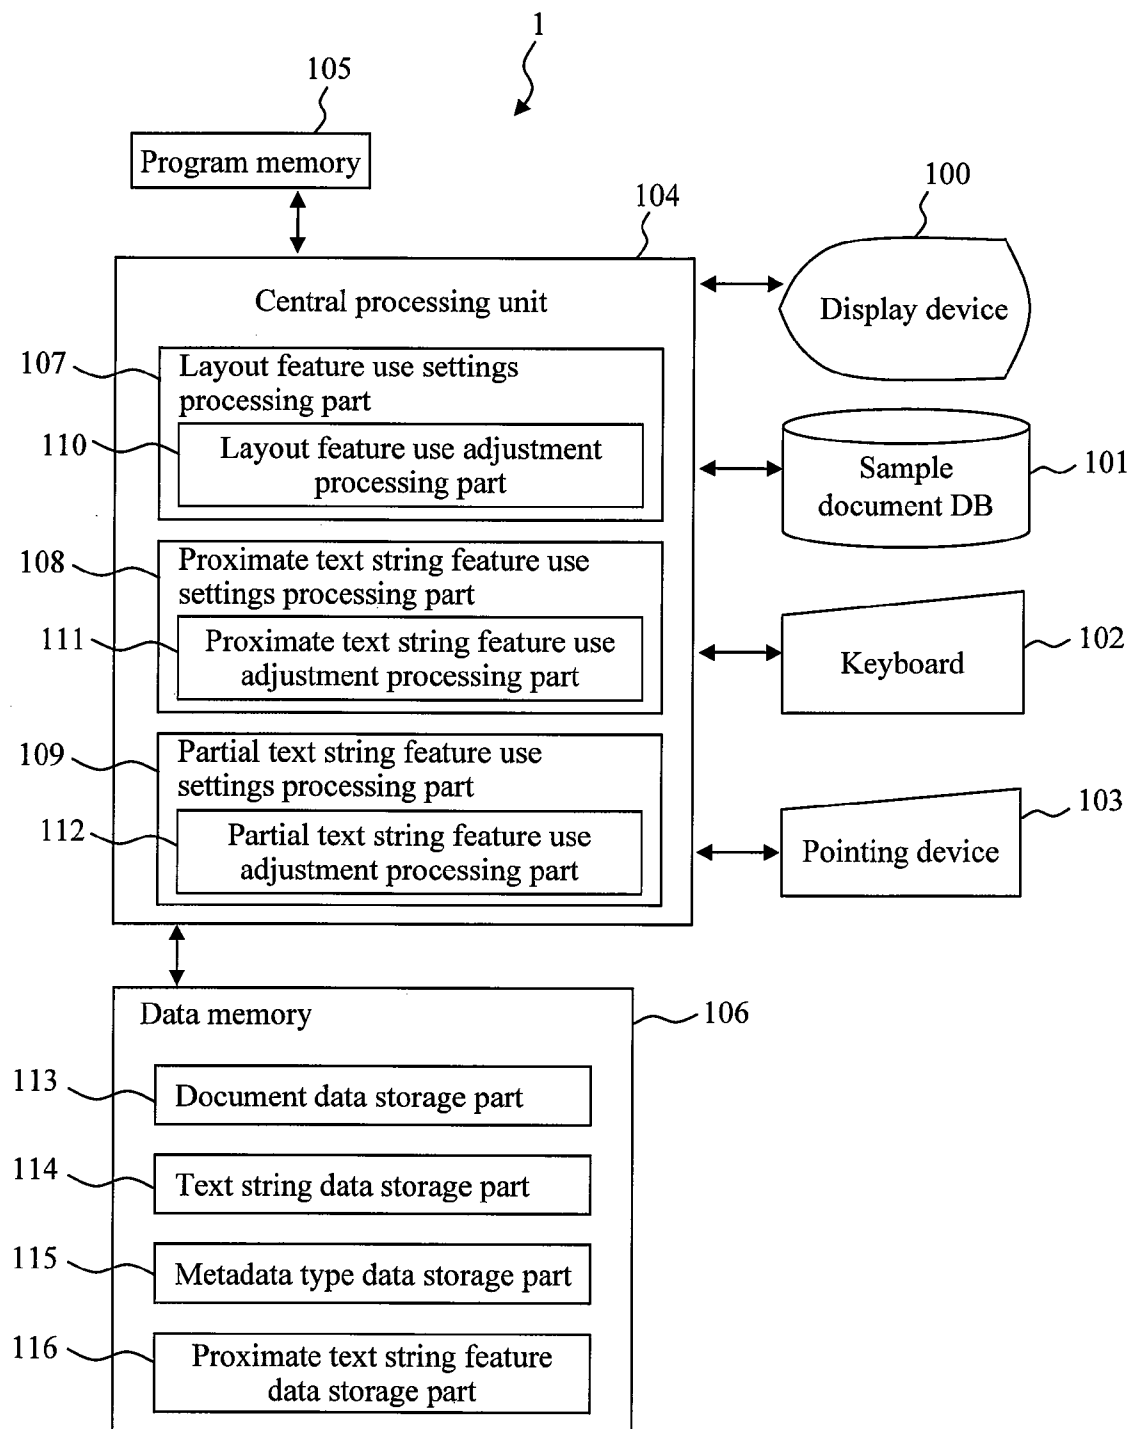 1
105
Program memory
104
100
Central processing unit
Display device
107
Layout feature use settings
processing part
110
Layout feature use adjustment
processing part
Sample
document DB
101
108
Proximate text string feature use
settings processing part
111
Proximate text string feature use
adjustment processing part
Keyboard
102
109
Partial text string feature use
settings processing part
112
Partial text string feature use
adjustment processing part
Pointing device
103
Data memory
106
113
Document data storage part
114
Text string data storage part
115
Metadata type data storage part
116
Proximate text string feature
data storage part